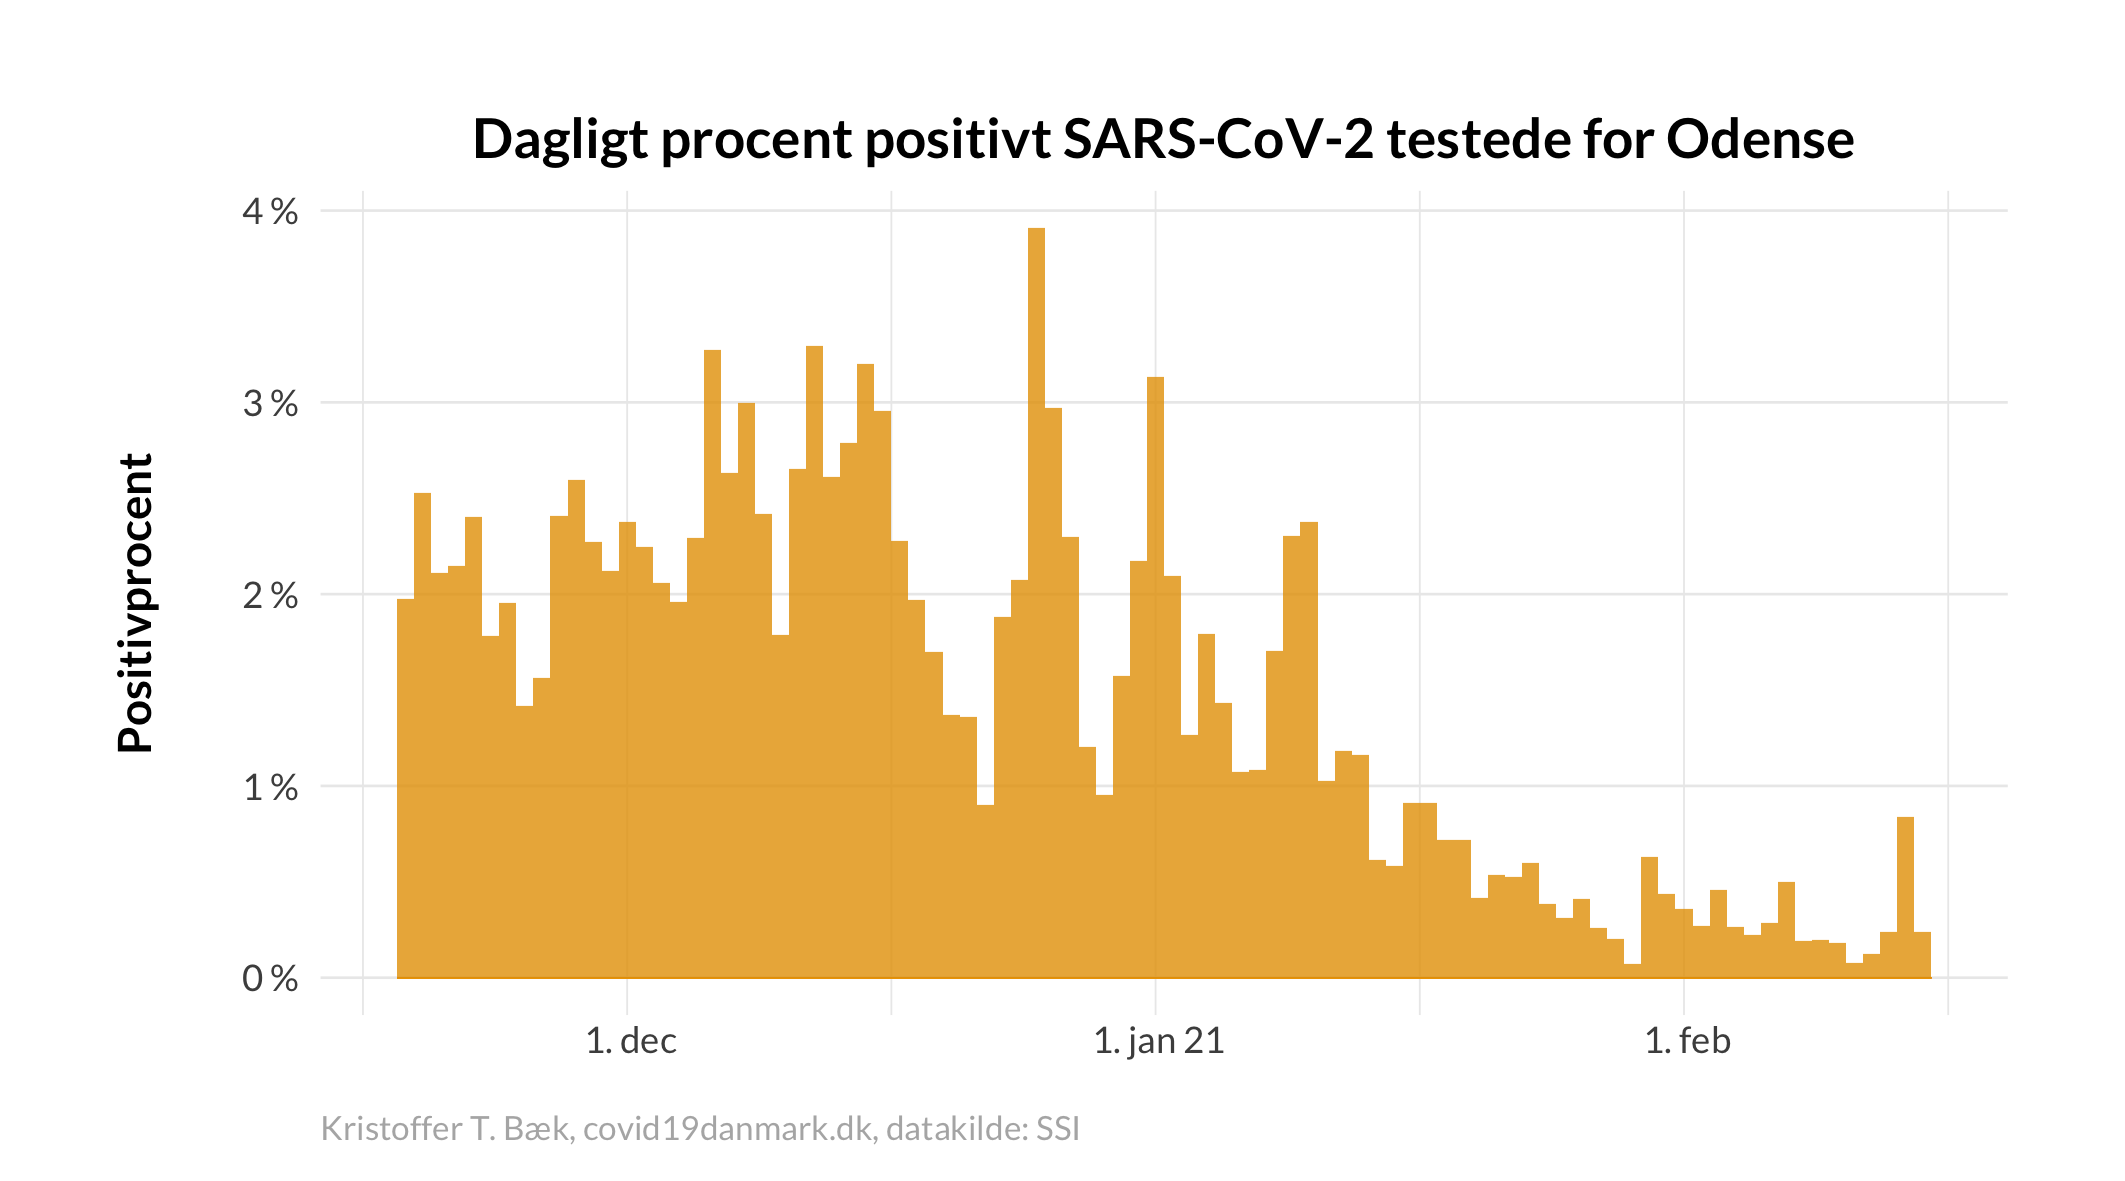 Dagligt procent positivt SARS-CoV-2 testede for Odense
4 %
3 %
2 %
1 %
0 %
Positivprocent
1. dec
1. jan 21
1. feb
Kristoffer T. Bæk, covid19danmark.dk, datakilde: SSI